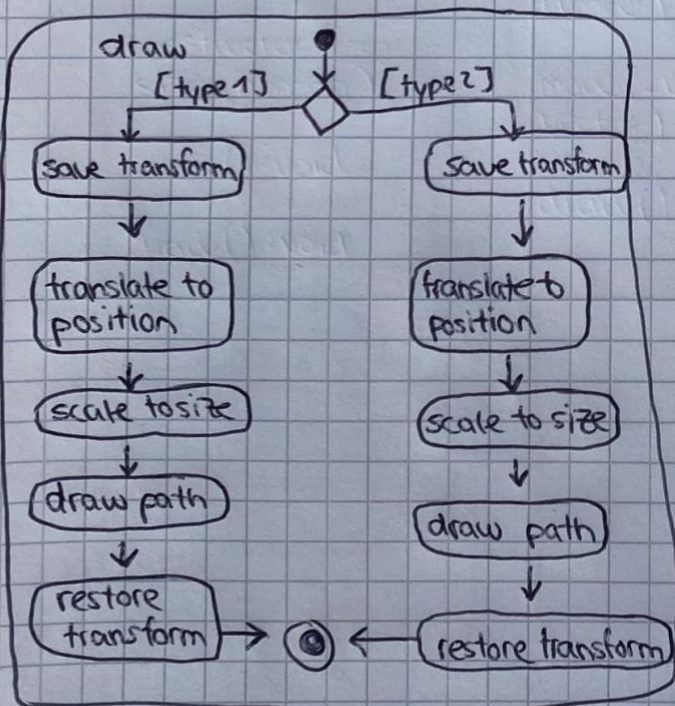 draw
[type1]
[type2]
save transform
translate to
position
scale to size
draw path
restore
transform
save transform
translate to
position
scale to size
draw path
restore transform